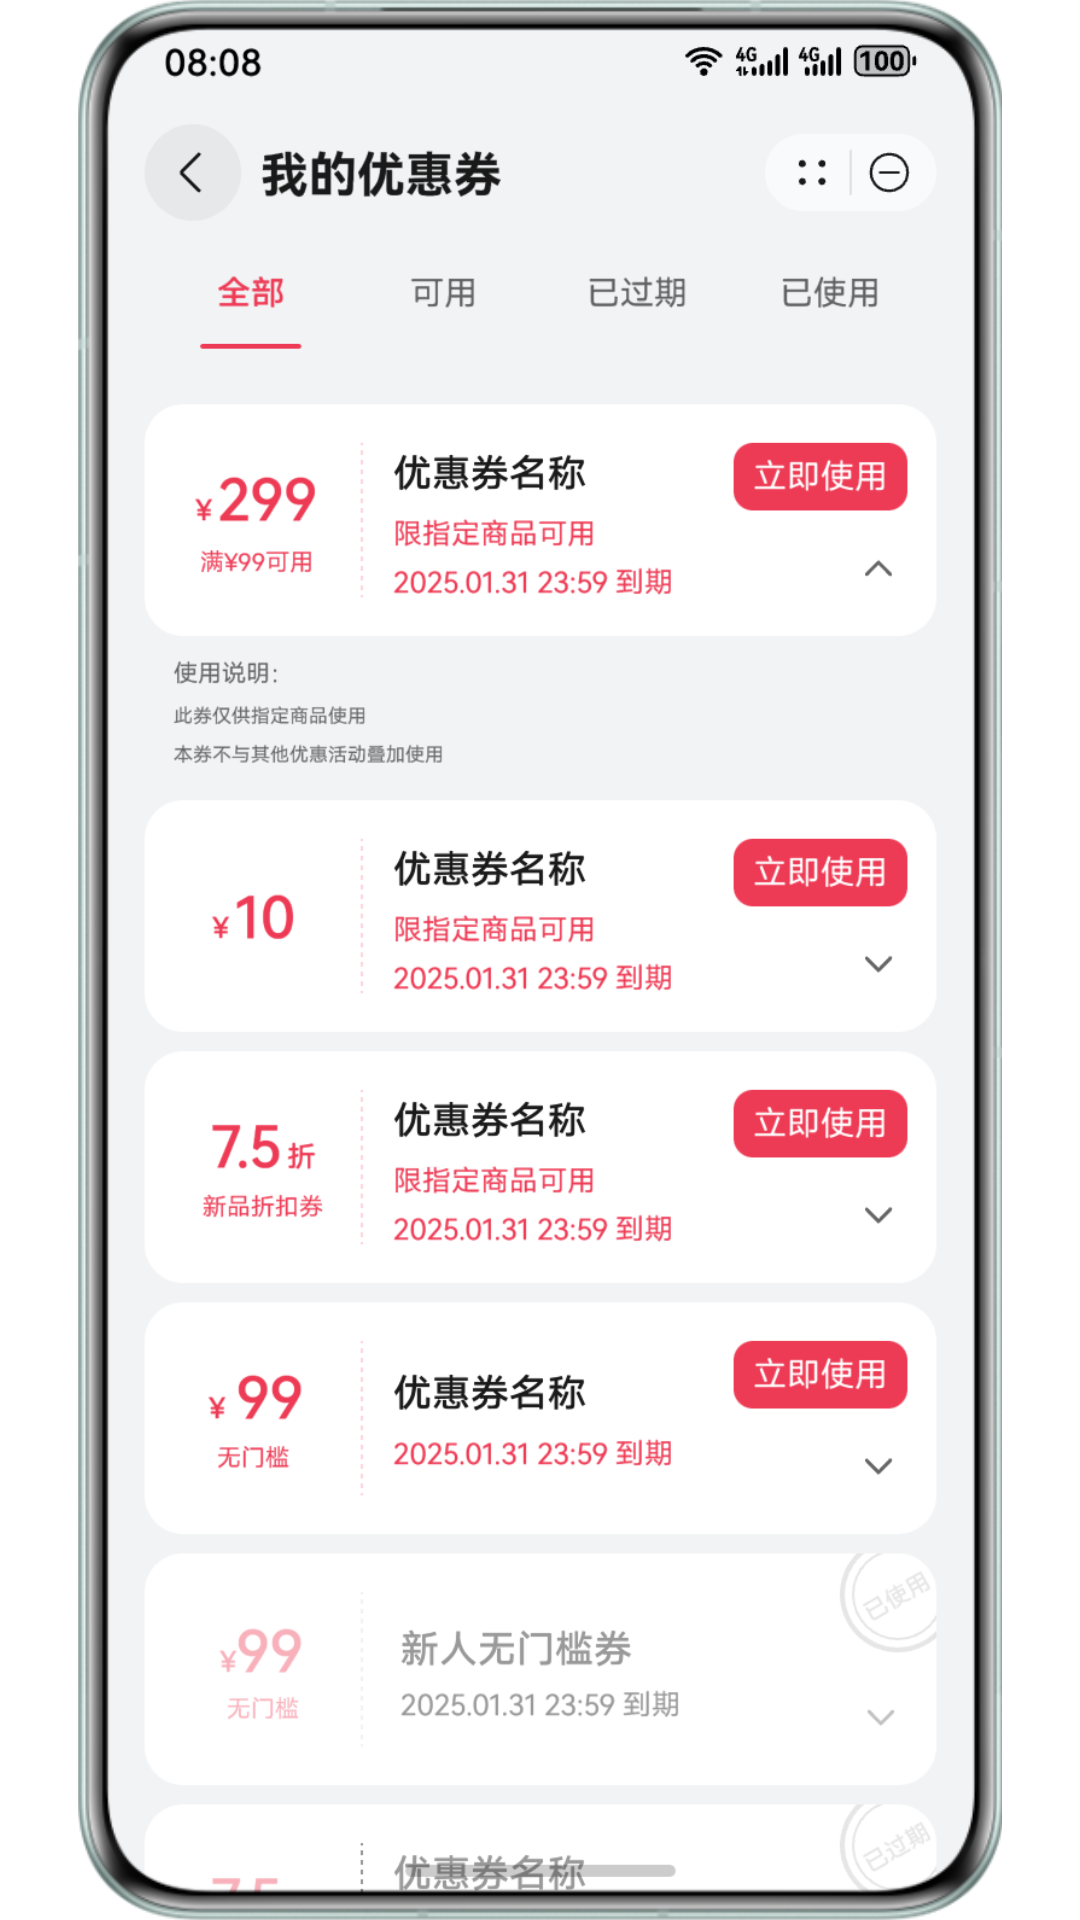 08:08
4G 4G 100
我的优惠券
全部 可用 已过期 已使用
¥299
满¥99可用
优惠券名称
限指定商品可用
2025.01.31 23:59 到期
立即使用
使用说明：
此券仅供指定商品使用
本券不与其他优惠活动叠加使用
¥10
优惠券名称
限指定商品可用
2025.01.31 23:59 到期
立即使用
7.5折
新品折扣券
优惠券名称
限指定商品可用
2025.01.31 23:59 到期
立即使用
¥99
无门槛
优惠券名称
2025.01.31 23:59 到期
立即使用
¥99
无门槛
新人无门槛券
2025.01.31 23:59 到期
已使用
优惠券名称
已过期